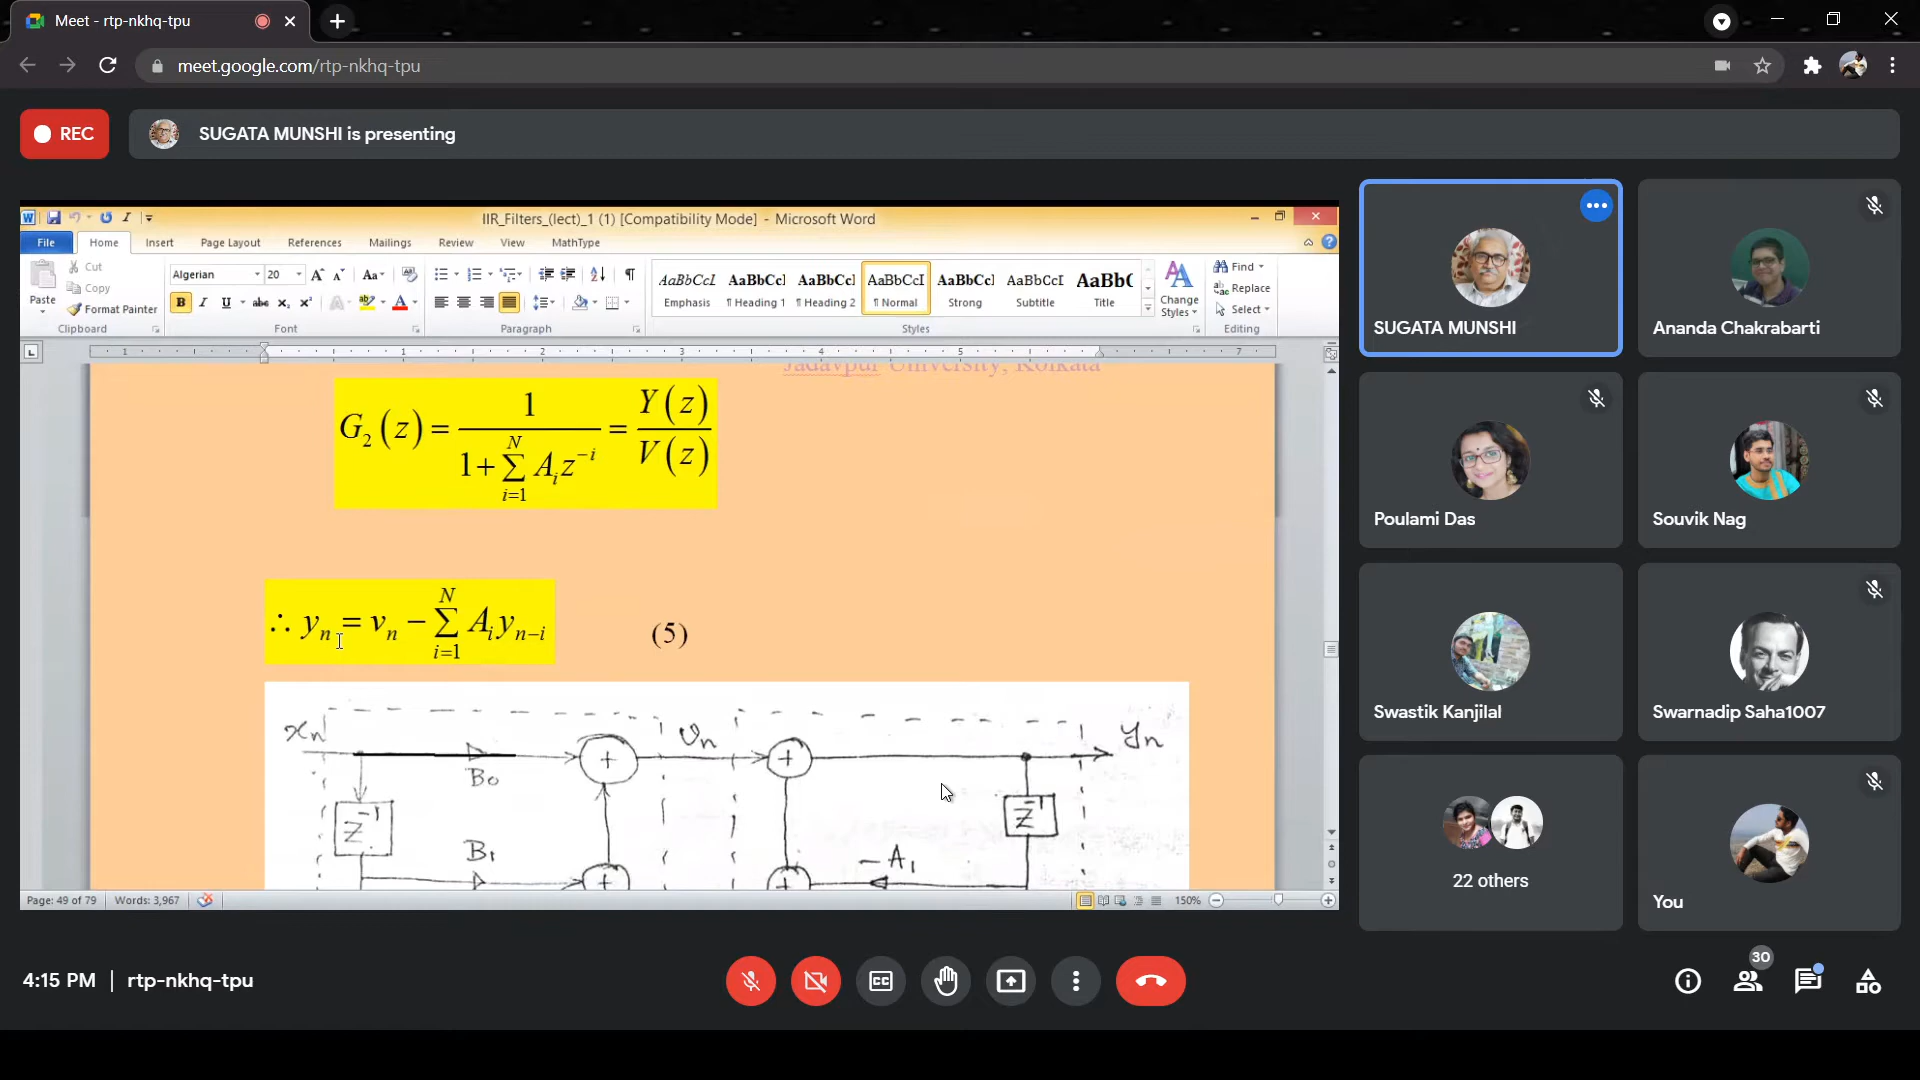 Meet - rtp-nkhq-tpu
meet.google.com/rtp-nkhq-tpu
REC
SUGATA MUNSHI is presenting
IIR_Filters_(lect)_1 (1) [Compatibility Mode] - Microsoft Word
File Home Insert Page Layout References Mailings Review View MathType
Paste
Cut
Copy
Format Painter
Clipboard
Algerian 20
Font
Paragraph
AaBbCcI AaBbCcI AaBbCcI AaBbCcI AaBbCcI AaBbCcI AaBb(
Emphasis ¶ Heading 1 ¶ Heading 2 ¶ Normal Strong Subtitle Title
Change Styles
Styles
Find
Replace
Select
Editing
Jadavpur University, Kolkata
G₂(z) = 1 / (1 + ∑_{i=1}^{N} A_i z^{-i}) = Y(z) / V(z)
∴ y_n = v_n − ∑_{i=1}^{N} A_i y_{n−i} (5)
x_n v_n y_n
B₀
z⁻¹ z⁻¹
B₁ −A₁
Page: 49 of 79 Words: 3,967 150%
SUGATA MUNSHI
Ananda Chakrabarti
Poulami Das
Souvik Nag
Swastik Kanjilal
Swarnadip Saha1007
22 others
You
4:15 PM | rtp-nkhq-tpu
CC
30